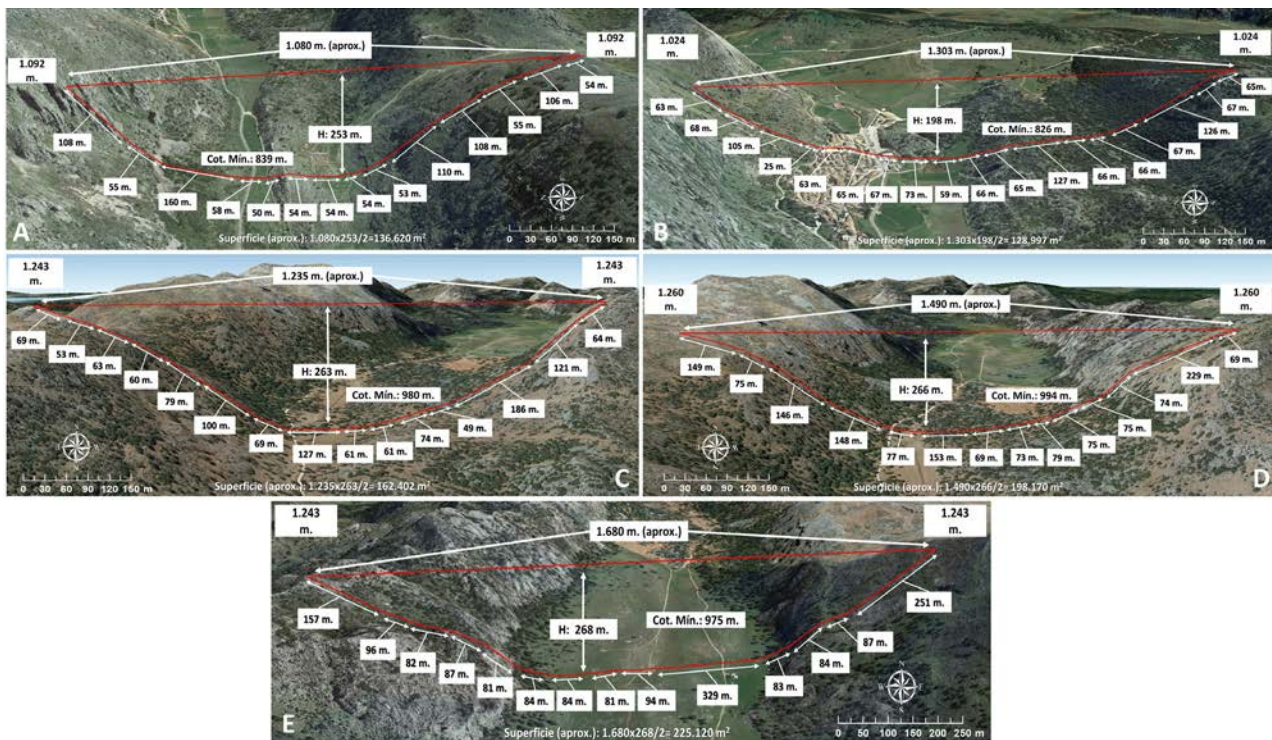 1.092 m.
1.080 m. (aprox.)
1.092 m.
108 m.
55 m.
160 m.
58 m.
50 m.
54 m.
54 m.
54 m.
53 m.
110 m.
108 m.
55 m.
106 m.
54 m.
H: 253 m.
Cot. Mín.: 839 m.
A
Superficie (aprox.): 1.080x253/2=136.620 m²
0 30 60 90 120 150 m
1.024 m.
1.303 m. (aprox.)
1.024 m.
63 m.
68 m.
105 m.
25 m.
63 m.
65 m.
67 m.
73 m.
59 m.
66 m.
65 m.
127 m.
66 m.
66 m.
67 m.
126 m.
67 m.
65m.
H: 198 m.
Cot. Mín.: 826 m.
B
Superficie (aprox.): 1.303x198/2= 128.997 m²
0 30 60 90 120 150 m
1.243 m.
1.235 m. (aprox.)
1.243 m.
69 m.
53 m.
63 m.
60 m.
79 m.
100 m.
69 m.
127 m.
61 m.
61 m.
74 m.
49 m.
186 m.
121 m.
64 m.
H: 263 m.
Cot. Mín.: 980 m.
0 30 60 90 120 150 m
Superficie (aprox.): 1.235x263/2= 162.402 m²
C
1.260 m.
1.490 m. (aprox.)
1.260 m.
149 m.
75 m.
146 m.
148 m.
77 m.
153 m.
69 m.
73 m.
79 m.
75 m.
75 m.
74 m.
229 m.
69 m.
H: 266 m.
Cot. Mín.: 994 m.
0 30 60 90 120 150 m
Superficie (aprox.): 1.490x266/2= 198.170 m²
D
1.243 m.
1.680 m. (aprox.)
1.243 m.
157 m.
96 m.
82 m.
87 m.
81 m.
84 m.
84 m.
81 m.
94 m.
329 m.
83 m.
84 m.
87 m.
251 m.
H: 268 m.
Cot. Mín.: 975 m.
E
Superficie (aprox.): 1.680x268/2= 225.120 m²
0 50 100 150 200 250 m